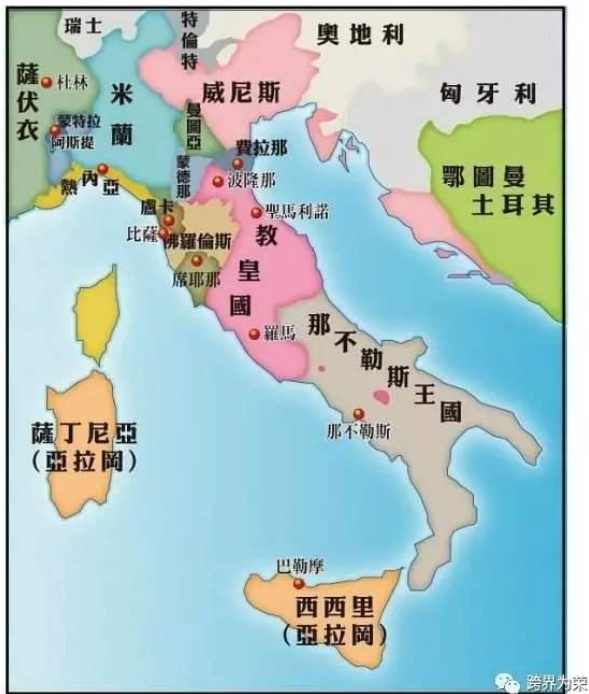 瑞士
特倫特
奧地利
薩伏衣
杜林
米蘭
威尼斯
匈牙利
蒙特拉
阿斯提
曼圖亞
費拉那
鄂圖曼
土耳其
熱內亞
蒙德那
波隆那
盧卡
聖馬利諾
比薩
佛羅倫斯
教皇國
席耶那
羅馬
那不勒斯王國
那不勒斯
薩丁尼亞
(亞拉岡)
巴勒摩
西西里
(亞拉岡)
跨界为荣